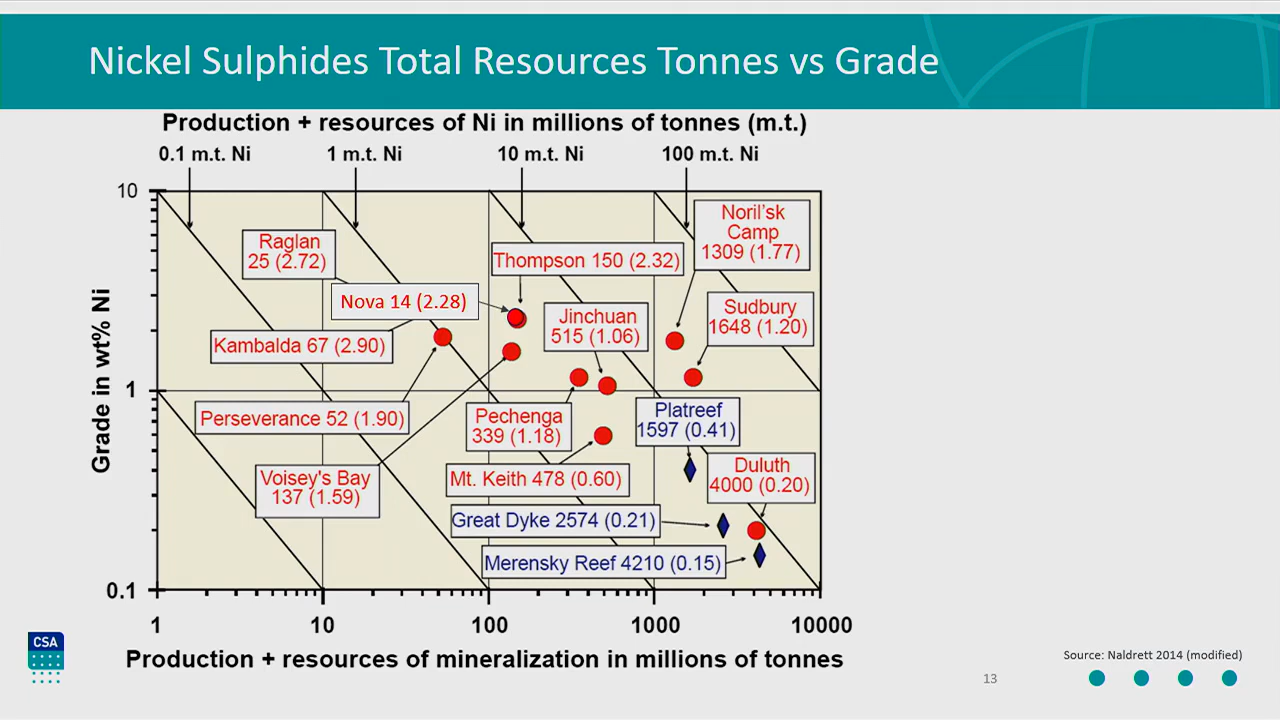 Nickel Sulphides Total Resources Tonnes vs Grade
Production + resources of Ni in millions of tonnes (m.t.)
0.1 m.t. Ni
1 m.t. Ni
10 m.t. Ni
100 m.t. Ni
10
1
0.1
Grade in wt% Ni
Raglan
25 (2.72)
Nova 14 (2.28)
Kambalda 67 (2.90)
Perseverance 52 (1.90)
Voisey's Bay
137 (1.59)
Thompson 150 (2.32)
Jinchuan
515 (1.06)
Noril'sk
Camp
1309 (1.77)
Sudbury
1648 (1.20)
Pechenga
339 (1.18)
Platreef
1597 (0.41)
Mt. Keith 478 (0.60)
Duluth
4000 (0.20)
Great Dyke 2574 (0.21)
Merensky Reef 4210 (0.15)
1
10
100
1000
10000
Production + resources of mineralization in millions of tonnes
CSA
Source: Naldrett 2014 (modified)
13